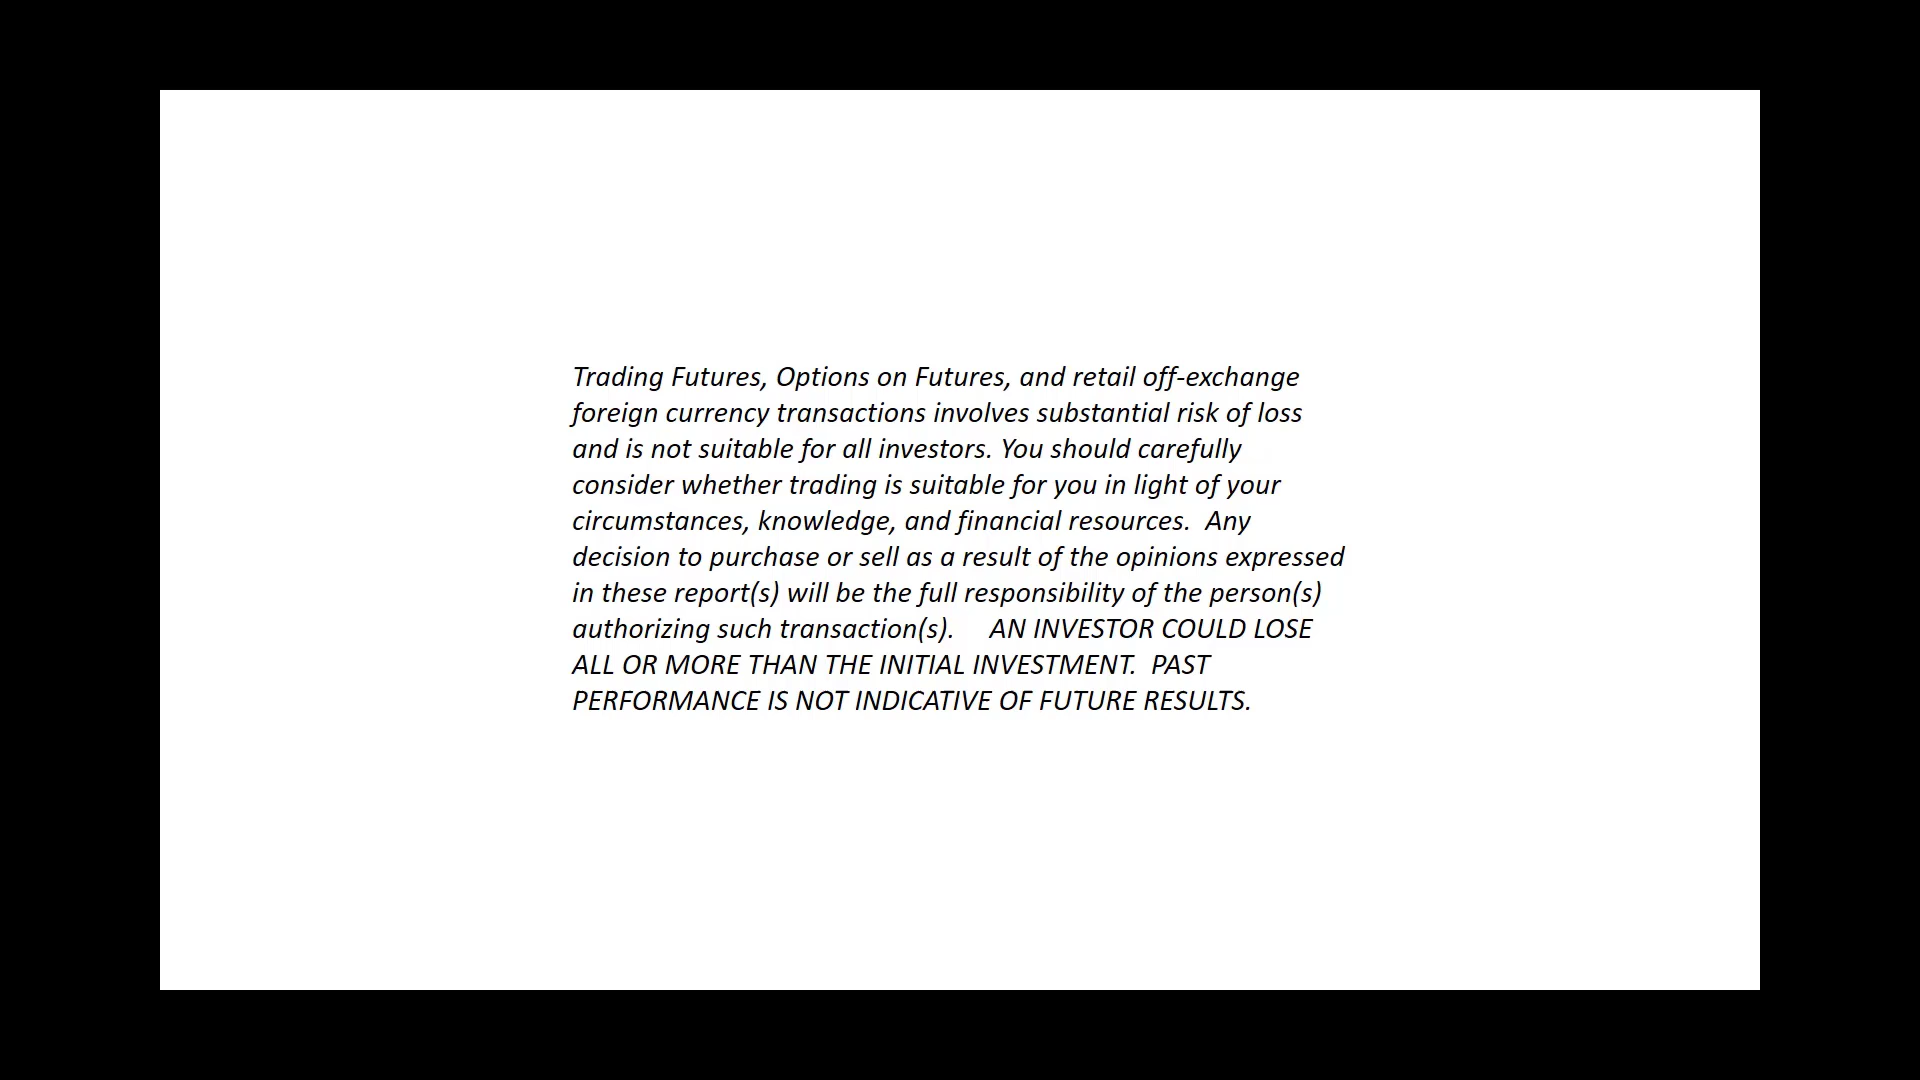 Trading Futures, Options on Futures, and retail off-exchange
foreign currency transactions involves substantial risk of loss
and is not suitable for all investors. You should carefully
consider whether trading is suitable for you in light of your
circumstances, knowledge, and financial resources.  Any
decision to purchase or sell as a result of the opinions expressed
in these report(s) will be the full responsibility of the person(s)
authorizing such transaction(s).     AN INVESTOR COULD LOSE
ALL OR MORE THAN THE INITIAL INVESTMENT.  PAST
PERFORMANCE IS NOT INDICATIVE OF FUTURE RESULTS.